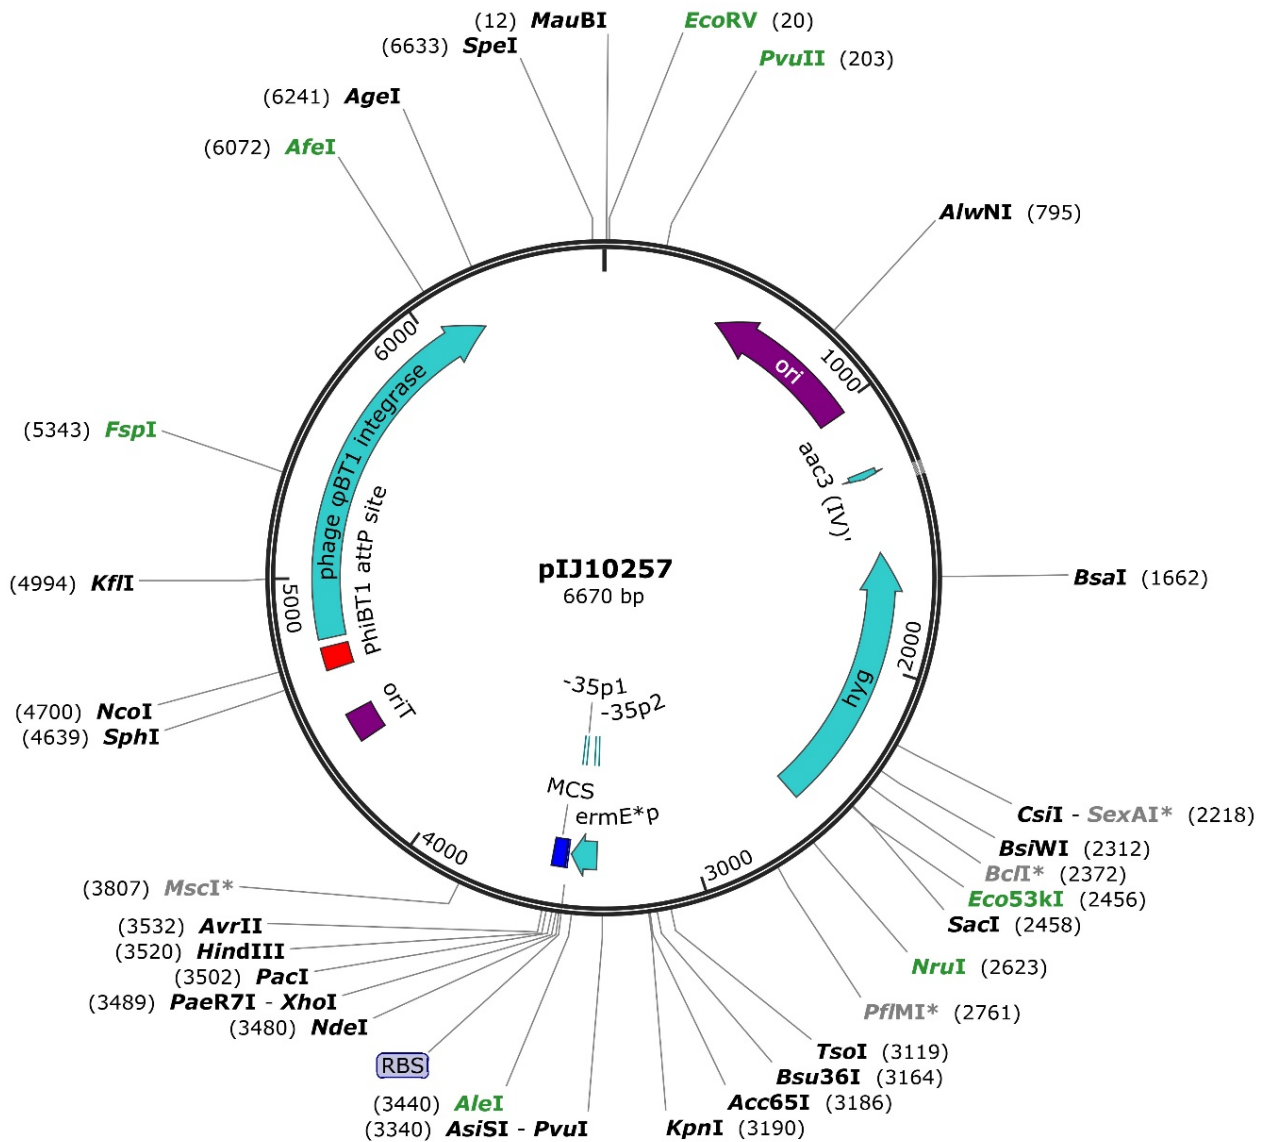 (12) MauBI
EcoRV (20)
(6633) SpeI
PvuII (203)
(6241) AgeI
(6072) AfeI
AlwNI (795)
6000
1000
ori
phage φBT1 integrase
(5343) FspI
aac3 (IV)'
PhiBT1 attP site
pIJ10257
6670 bp
BsaI (1662)
(4994) KflI
5000
2000
hyg
oriT
-35p1
-35p2
(4700) NcoI
(4639) SphI
MCS
ermE*p
CsiI - SexAI* (2218)
BsiWI (2312)
BclI* (2372)
Eco53kI (2456)
SacI (2458)
4000
3000
(3807) MscI*
(3532) AvrII
(3520) HindIII
NruI (2623)
(3502) PacI
(3489) PaeR7I - XhoI
PflMI* (2761)
(3480) NdeI
TsoI (3119)
RBS
Bsu36I (3164)
(3440) AleI
Acc65I (3186)
(3340) AsiSI - PvuI
KpnI (3190)